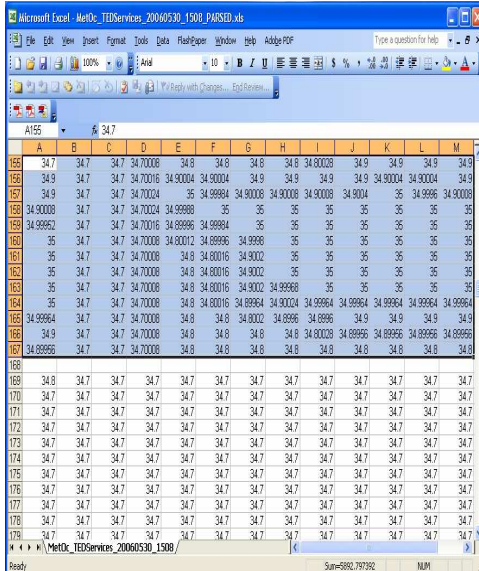 Microsoft Excel - MetOc_TEDServices_20060530_1508_PARSED.xls
File Edit View Insert Format Tools Data FlashPaper Window Help Adobe PDF Type a question for help
100% Arial 10 B I U $ % ,
Reply with Changes... End Review...
A155 fx 34.7
A B C D E F G H I J K L M
155 34.7 34.7 34.7 34.70008 34.8 34.8 34.8 34.8 34.80028 34.9 34.9 34.9 34.9
156 34.9 34.7 34.7 34.70016 34.90004 34.90004 34.9 34.9 34.9 34.9 34.90004 34.90004 34.9
157 34.9 34.7 34.7 34.70024 35 34.99984 34.90008 34.90008 34.90008 34.9004 35 34.9996 34.90008
158 34.90008 34.7 34.7 34.70024 34.99988 35 35 35 35 35 35 35 35
159 34.99952 34.7 34.7 34.70016 34.89996 34.99984 35 35 35 35 35 35 35
160 35 34.7 34.7 34.70008 34.80012 34.89996 34.9998 35 35 35 35 35 35
161 35 34.7 34.7 34.70008 34.8 34.80016 34.9002 35 35 35 35 35 35
162 35 34.7 34.7 34.70008 34.8 34.80016 34.9002 35 35 35 35 35 35
163 35 34.7 34.7 34.70008 34.8 34.80016 34.9002 34.99968 35 35 35 35 35
164 35 34.7 34.7 34.70008 34.8 34.80016 34.89964 34.90024 34.99964 34.99964 34.99964 34.99964 34.99964
165 34.99964 34.7 34.7 34.70008 34.8 34.8 34.8002 34.8996 34.8996 34.9 34.9 34.9 34.9
166 34.9 34.7 34.7 34.70008 34.8 34.8 34.8 34.8 34.80028 34.89956 34.89956 34.89956 34.89956
167 34.89956 34.7 34.7 34.70008 34.8 34.8 34.8 34.8 34.8 34.8 34.8 34.8 34.8
168
169 34.8 34.7 34.7 34.7 34.7 34.7 34.7 34.7 34.7 34.7 34.7 34.7 34.7
170 34.7 34.7 34.7 34.7 34.7 34.7 34.7 34.7 34.7 34.7 34.7 34.7 34.7
171 34.7 34.7 34.7 34.7 34.7 34.7 34.7 34.7 34.7 34.7 34.7 34.7 34.7
172 34.7 34.7 34.7 34.7 34.7 34.7 34.7 34.7 34.7 34.7 34.7 34.7 34.7
173 34.7 34.7 34.7 34.7 34.7 34.7 34.7 34.7 34.7 34.7 34.7 34.7 34.7
174 34.7 34.7 34.7 34.7 34.7 34.7 34.7 34.7 34.7 34.7 34.7 34.7 34.7
175 34.7 34.7 34.7 34.7 34.7 34.7 34.7 34.7 34.7 34.7 34.7 34.7 34.7
176 34.7 34.7 34.7 34.7 34.7 34.7 34.7 34.7 34.7 34.7 34.7 34.7 34.7
177 34.7 34.7 34.7 34.7 34.7 34.7 34.7 34.7 34.7 34.7 34.7 34.7 34.7
178 34.7 34.7 34.7 34.7 34.7 34.7 34.7 34.7 34.7 34.7 34.7 34.7 34.7
179 34.7 34.7 34.7 34.7 34.7 34.7 34.7 34.7 34.7 34.7 34.7 34.7 34.7
MetOc_TEDServices_20060530_1508
Ready Sum=5892.797392 NUM